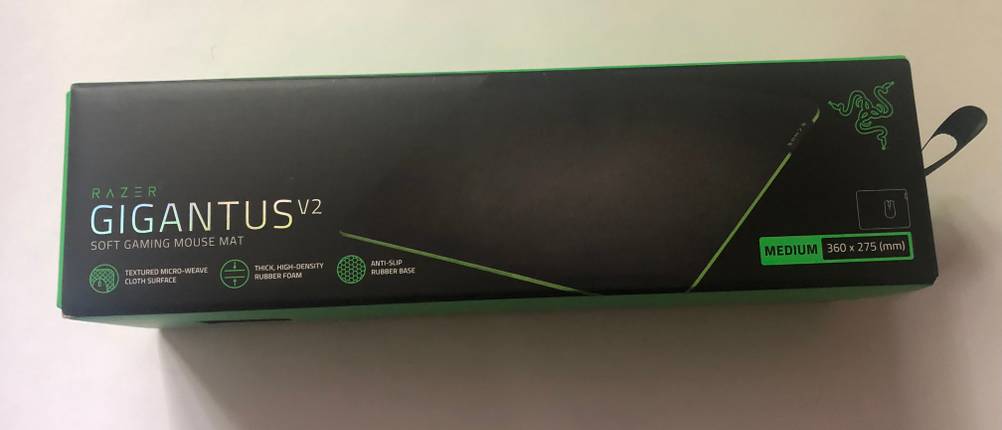 RAZER
GIGANTUS V2
SOFT GAMING MOUSE MAT
TEXTURED MICRO-WEAVE
CLOTH SURFACE
THICK, HIGH-DENSITY
RUBBER FOAM
ANTI-SLIP
RUBBER BASE
MEDIUM 360 x 275 (mm)